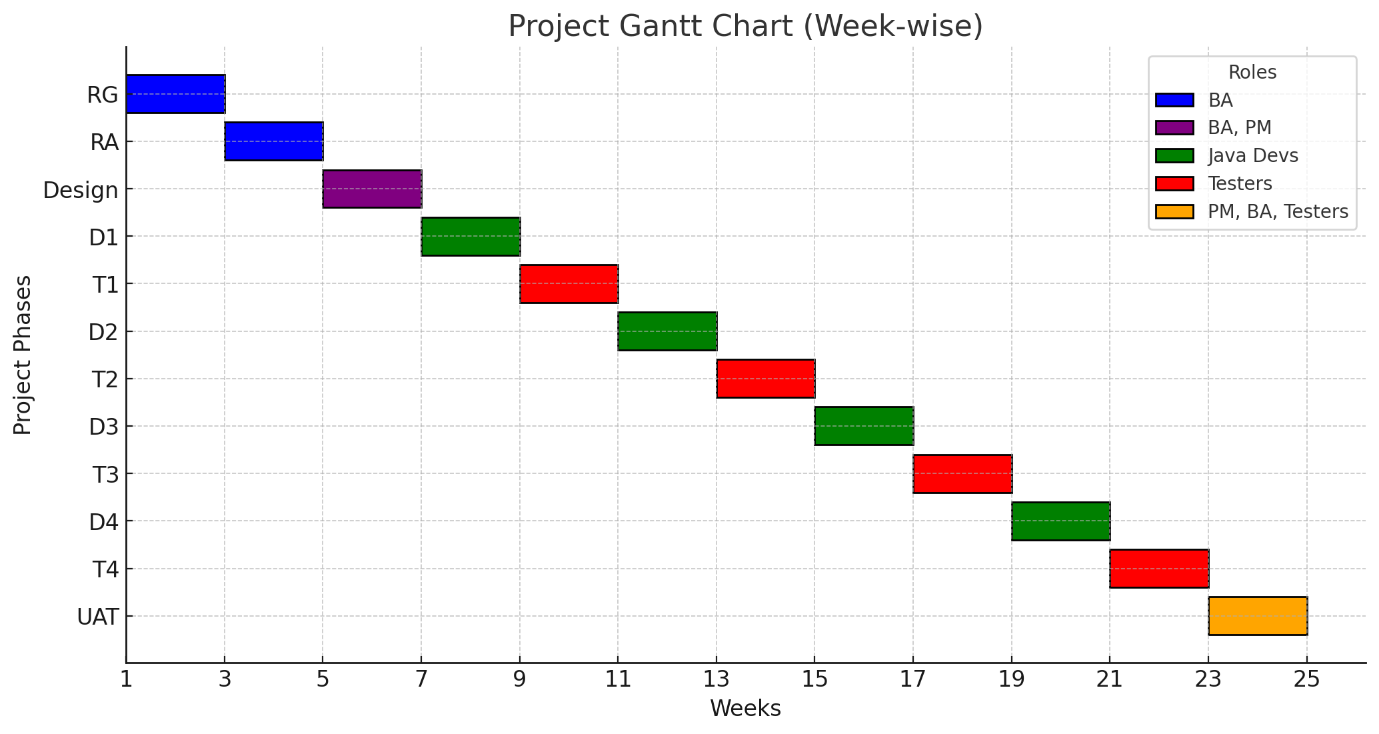 Project Gantt Chart (Week-wise)
Roles
BA
BA, PM
Java Devs
Testers
PM, BA, Testers
Project Phases
RG
RA
Design
D1
T1
D2
T2
D3
T3
D4
T4
UAT
1 3 5 7 9 11 13 15 17 19 21 23 25
Weeks